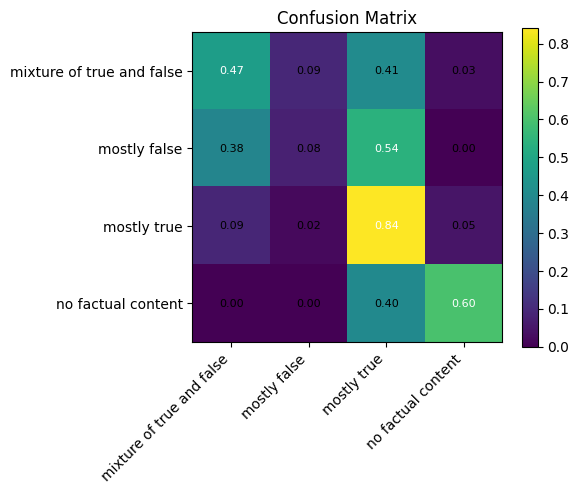 Confusion Matrix
mixture of true and false 0.47 0.09 0.41 0.03
mostly false 0.38 0.08 0.54 0.00
mostly true 0.09 0.02 0.84 0.05
no factual content 0.00 0.00 0.40 0.60
mixture of true and false
mostly false
mostly true
no factual content
0.8
0.7
0.6
0.5
0.4
0.3
0.2
0.1
0.0